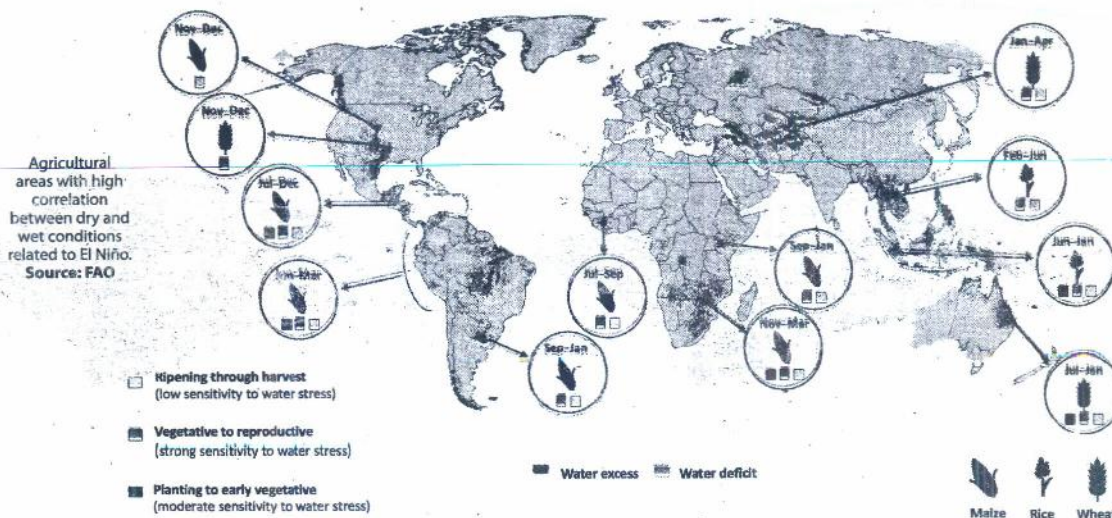 Nov-Dec
Nov-Dec
Agricultural
areas with high
correlation
between dry and
wet conditions
related to El Niño.
Source: FAO
Jul-Dec
Jan-Mar
Sep-Jan
Jul-Sep
Sep-Jan
Nov-Mar
Jan-Apr
Feb-Jun
Jun-Jan
Jul-Jan
Ripening through harvest
(low sensitivity to water stress)
Vegetative to reproductive
(strong sensitivity to water stress)
Planting to early vegetative
(moderate sensitivity to water stress)
Water excess Water deficit
Maize Rice Wheat